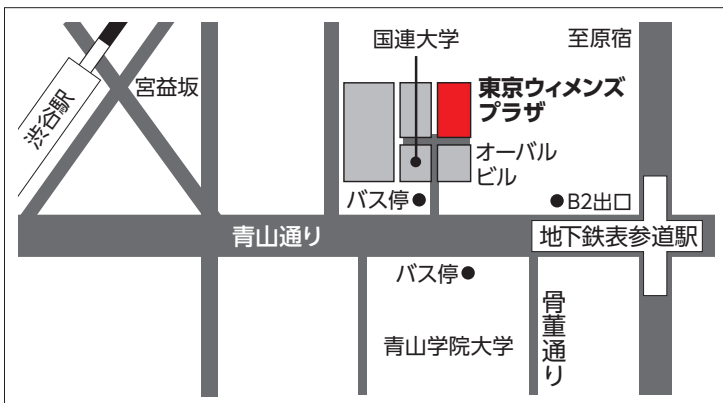 国連大学
至原宿
渋谷駅
宮益坂
東京ウィメンズ
プラザ
オーバル
ビル
バス停
B2出口
青山通り
地下鉄表参道駅
バス停
骨董通り
青山学院大学